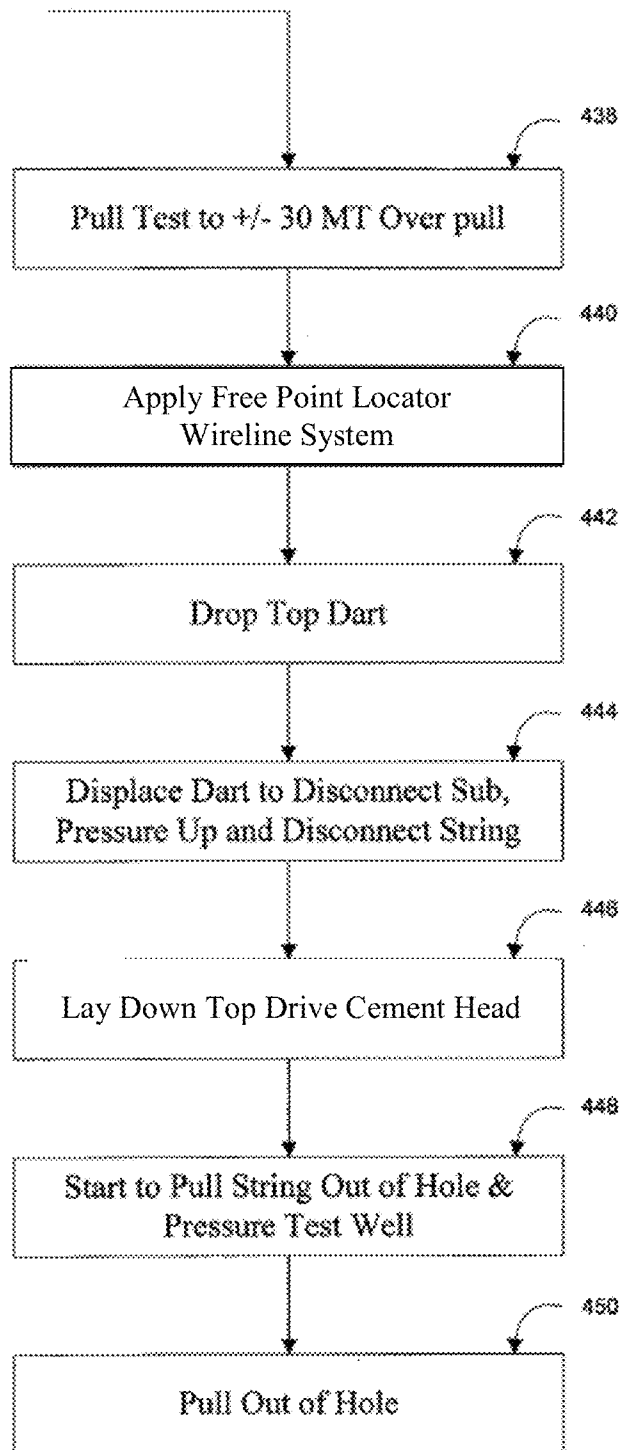 438
Pull Test to +/- 30 MT Over pull
440
Apply Free Point Locator
Wireline System
442
Drop Top Dart
444
Displace Dart to Disconnect Sub,
Pressure Up and Disconnect String
446
Lay Down Top Drive Cement Head
448
Start to Pull String Out of Hole &
Pressure Test Well
450
Pull Out of Hole